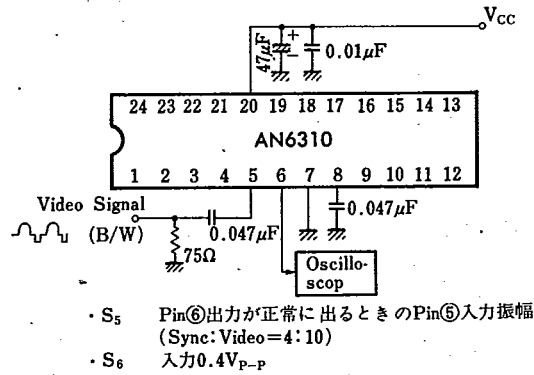 VCC
47μF
+
−
0.01μF
24 23 22 21 20 19 18 17 16 15 14 13
AN6310
1 2 3 4 5 6 7 8 9 10 11 12
Video Signal
(B/W)
0.047μF
0.047μF
75Ω
Oscillo-
scop
・S5 Pin⑥出力が正常に出るときのPin⑤入力振幅
(Sync:Video=4:10)
・S6 入力0.4VP-P